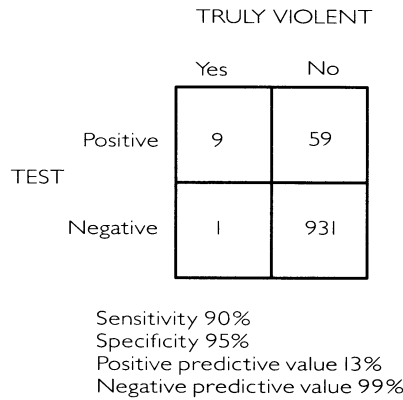 TRULY VIOLENT
Yes No
Positive 9 59
TEST
Negative 1 931
Sensitivity 90%
Specificity 95%
Positive predictive value 13%
Negative predictive value 99%